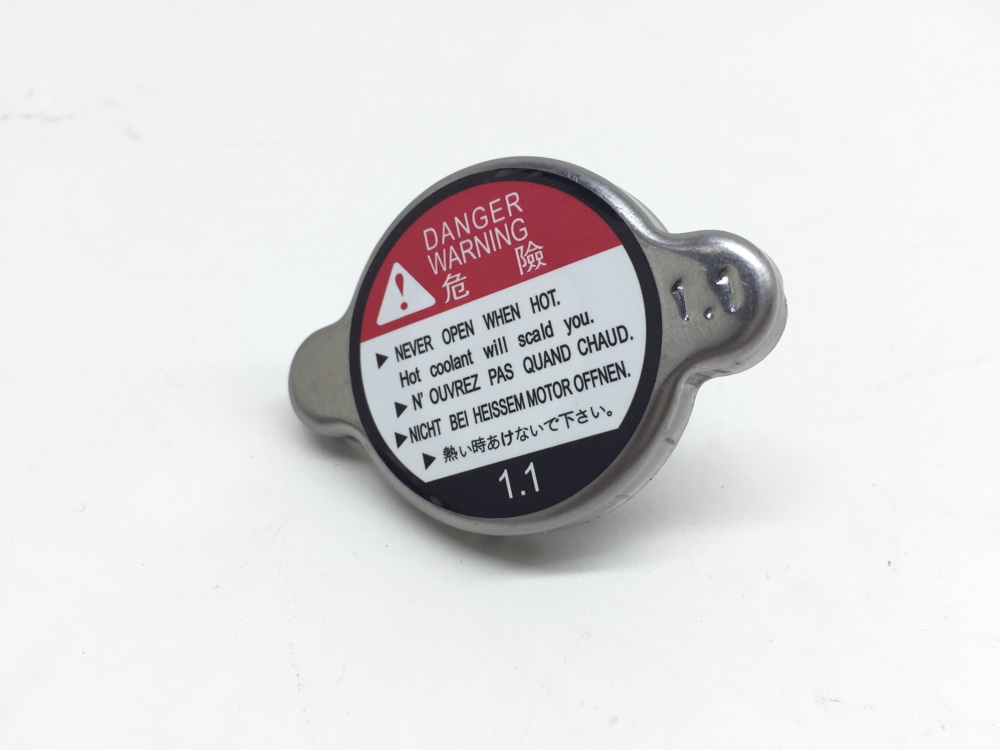 DANGER
WARNING
危 險
NEVER OPEN WHEN HOT.
Hot coolant will scald you.
N' OUVREZ PAS QUAND CHAUD.
NICHT BEI HEISSEM MOTOR OFFNEN.
熱い時あけないで下さい。
1.1
1.1